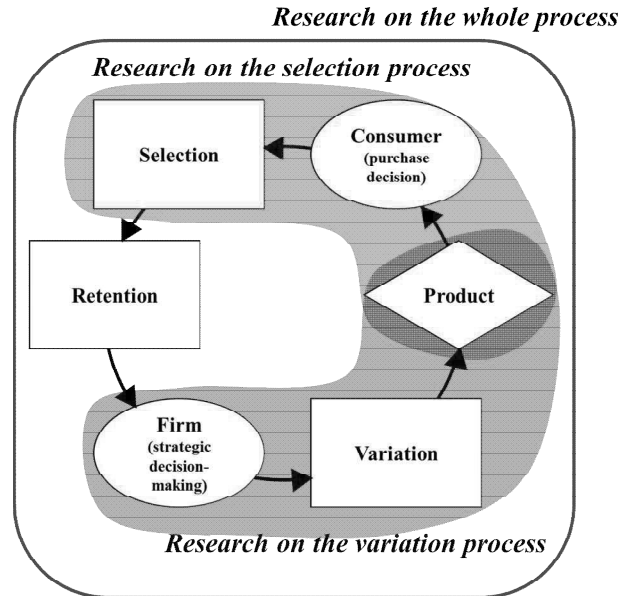 Research on the whole process
Research on the selection process
Selection
Consumer
(purchase
decision)
Retention
Product
Firm
(strategic
decision-
making)
Variation
Research on the variation process